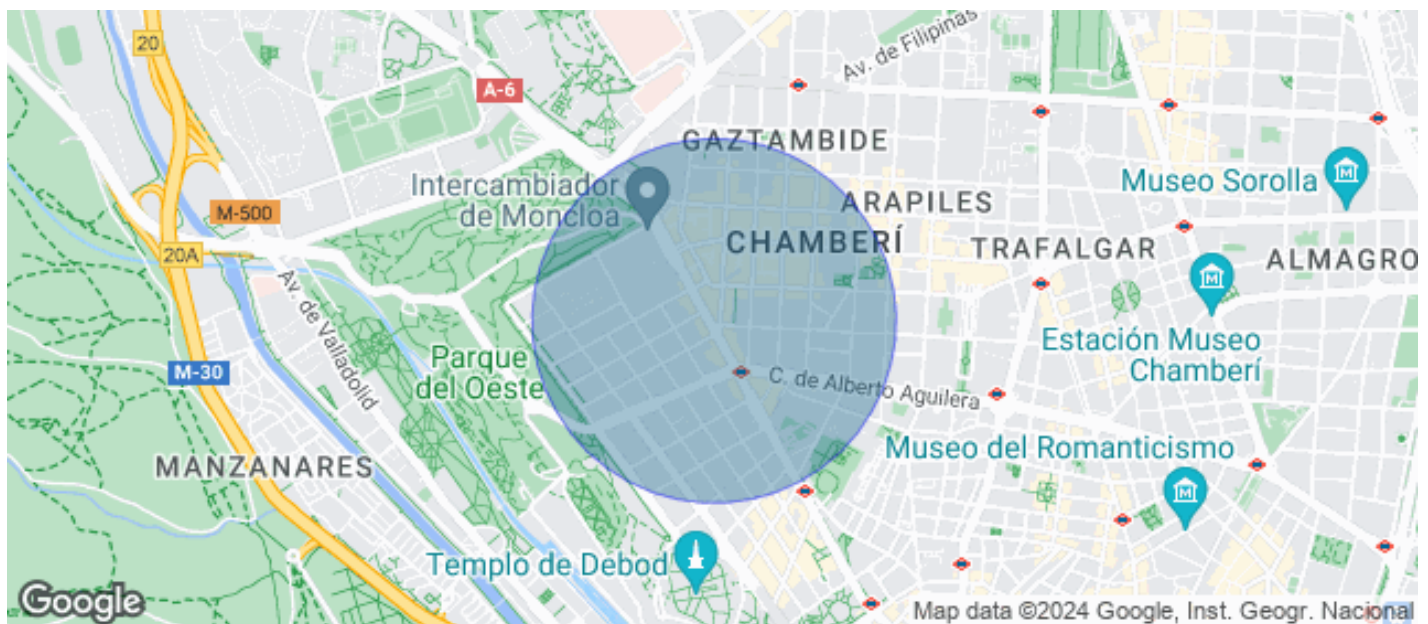 20
Av. de Filipinas
A-6
GAZTAMBIDE
Intercambiador
de Moncloa
Museo Sorolla
ARAPILES
M-500
CHAMBERÍ
TRAFALGAR
20A
ALMAGRO
Av. de Valladolid
Estación Museo
Chamberí
Parque
del Oeste
M-30
C. de Alberto Aguilera
Museo del Romanticismo
MANZANARES
Templo de Debod
Google
Map data ©2024 Google, Inst. Geogr. Nacional